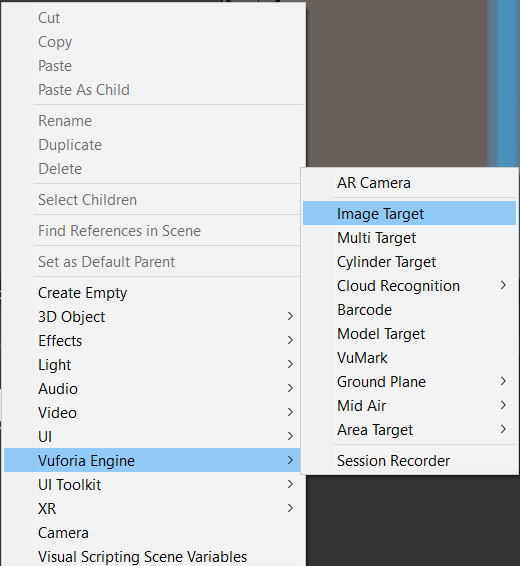 Cut
Copy
Paste
Paste As Child
Rename
Duplicate
Delete
Select Children
Find References in Scene
Set as Default Parent
Create Empty
3D Object
Effects
Light
Audio
Video
UI
Vuforia Engine
UI Toolkit
XR
Camera
Visual Scripting Scene Variables
AR Camera
Image Target
Multi Target
Cylinder Target
Cloud Recognition
Barcode
Model Target
VuMark
Ground Plane
Mid Air
Area Target
Session Recorder